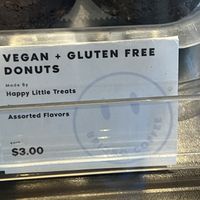 VEGAN + GLUTEN FREE
DONUTS
Made By
Happy Little Treats
Assorted Flavors
$3.00